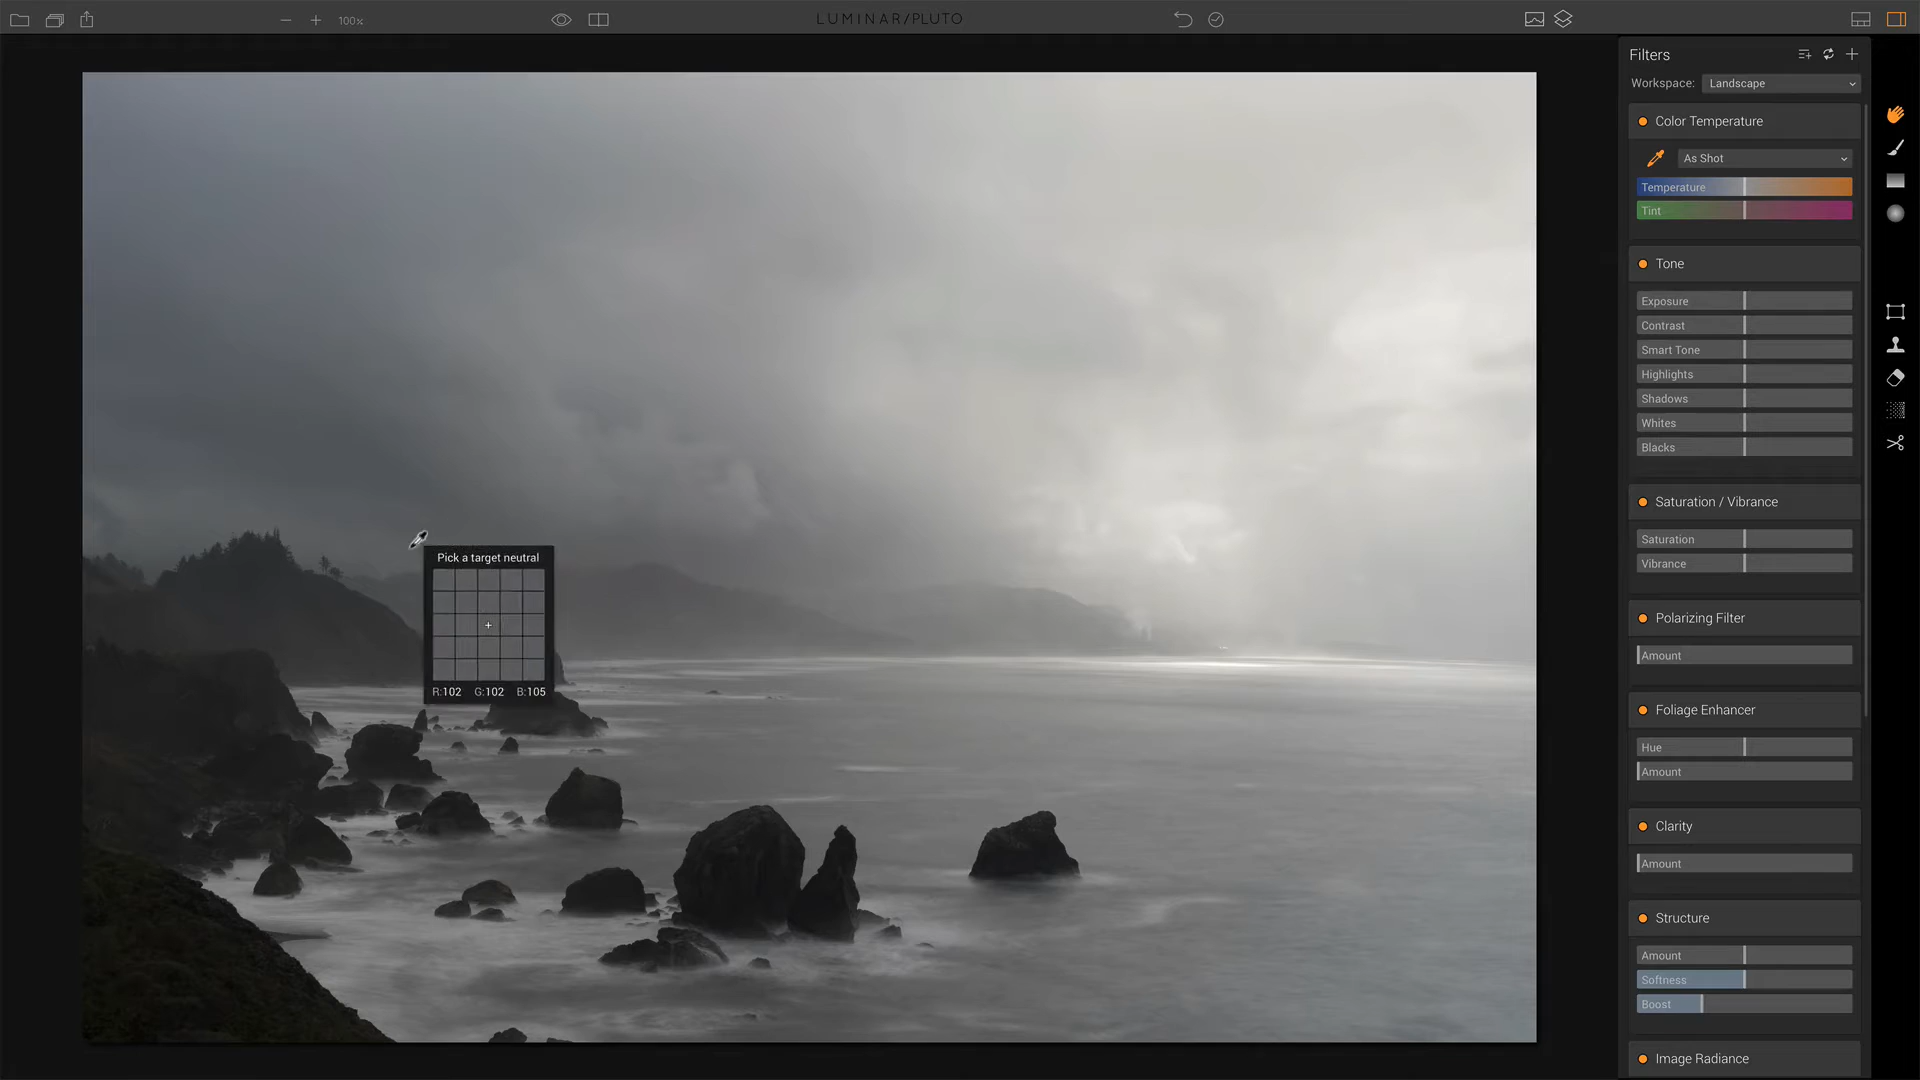 100%
LUMINAR/PLUTO
Filters
Workspace: Landscape
Color Temperature
As Shot
Temperature
Tint
Tone
Exposure
Contrast
Smart Tone
Highlights
Shadows
Whites
Blacks
Saturation / Vibrance
Saturation
Vibrance
Polarizing Filter
Amount
Foliage Enhancer
Hue
Amount
Clarity
Amount
Structure
Amount
Softness
Boost
Image Radiance
Pick a target neutral
R:102 G:102 B:105